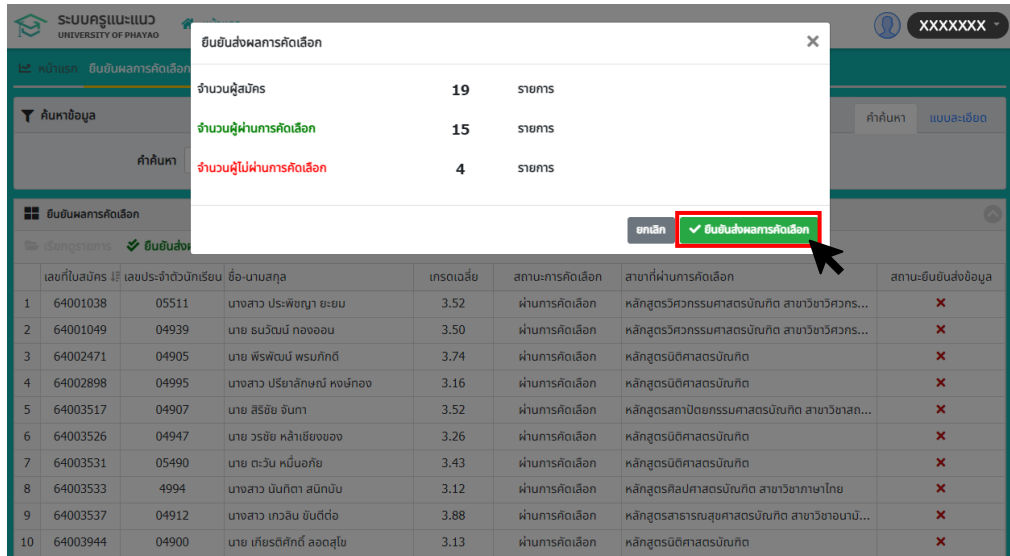 ระบบครูแนะแนว
UNIVERSITY OF PHAYAO
XXXXXXX
หน้าแรก ยืนยันผลการคัดเลือก
ยืนยันส่งผลการคัดเลือก ×
จำนวนผู้สมัคร 19 รายการ
จำนวนผู้ผ่านการคัดเลือก 15 รายการ
จำนวนผู้ไม่ผ่านการคัดเลือก 4 รายการ
ยกเลิก ยืนยันส่งผลการคัดเลือก
ค้นหาข้อมูล คำค้นหา แบบละเอียด
คำค้นหา
ยืนยันผลการคัดเลือก
เรียกดูรายการ
เลขที่ใบสมัคร เลขประจำตัวนักเรียน ชื่อ-นามสกุล เกรดเฉลี่ย สถานะการคัดเลือก สาขาที่ผ่านการคัดเลือก สถานะยืนยันส่งข้อมูล
1 64001038 05511 นางสาว ประพิชญา ยะยม 3.52 ผ่านการคัดเลือก หลักสูตรวิศวกรรมศาสตรบัณฑิต สาขาวิชาวิศวกร...
2 64001049 04939 นาย ธนวัฒน์ ทองออน 3.50 ผ่านการคัดเลือก หลักสูตรวิศวกรรมศาสตรบัณฑิต สาขาวิชาวิศวกร...
3 64002471 04905 นาย พีรพัฒน์ พรมภักดี 3.74 ผ่านการคัดเลือก หลักสูตรนิติศาสตรบัณฑิต
4 64002898 04995 นางสาว ปรียาลักษณ์ หงษ์ทอง 3.16 ผ่านการคัดเลือก หลักสูตรนิติศาสตรบัณฑิต
5 64003517 04907 นาย สิริชัย จันทา 3.52 ผ่านการคัดเลือก หลักสูตรสถาปัตยกรรมศาสตรบัณฑิต สาขาวิชาสถ...
6 64003526 04947 นาย วรชัย หล้าเชียงของ 3.26 ผ่านการคัดเลือก หลักสูตรนิติศาสตรบัณฑิต
7 64003531 05490 นาย ตะวัน หมื่นอภัย 3.43 ผ่านการคัดเลือก หลักสูตรนิติศาสตรบัณฑิต
8 64003533 4994 นางสาว นันทิตา สนิทนับ 3.12 ผ่านการคัดเลือก หลักสูตรศิลปศาสตรบัณฑิต สาขาวิชาภาษาไทย
9 64003537 04912 นางสาว เกวลิน ขันตีต่อ 3.88 ผ่านการคัดเลือก หลักสูตรสาธารณสุขศาสตรบัณฑิต สาขาวิชาอนามั...
10 64003944 04900 นาย เกียรติศักดิ์ ลอดสุโข 3.13 ผ่านการคัดเลือก หลักสูตรนิติศาสตรบัณฑิต